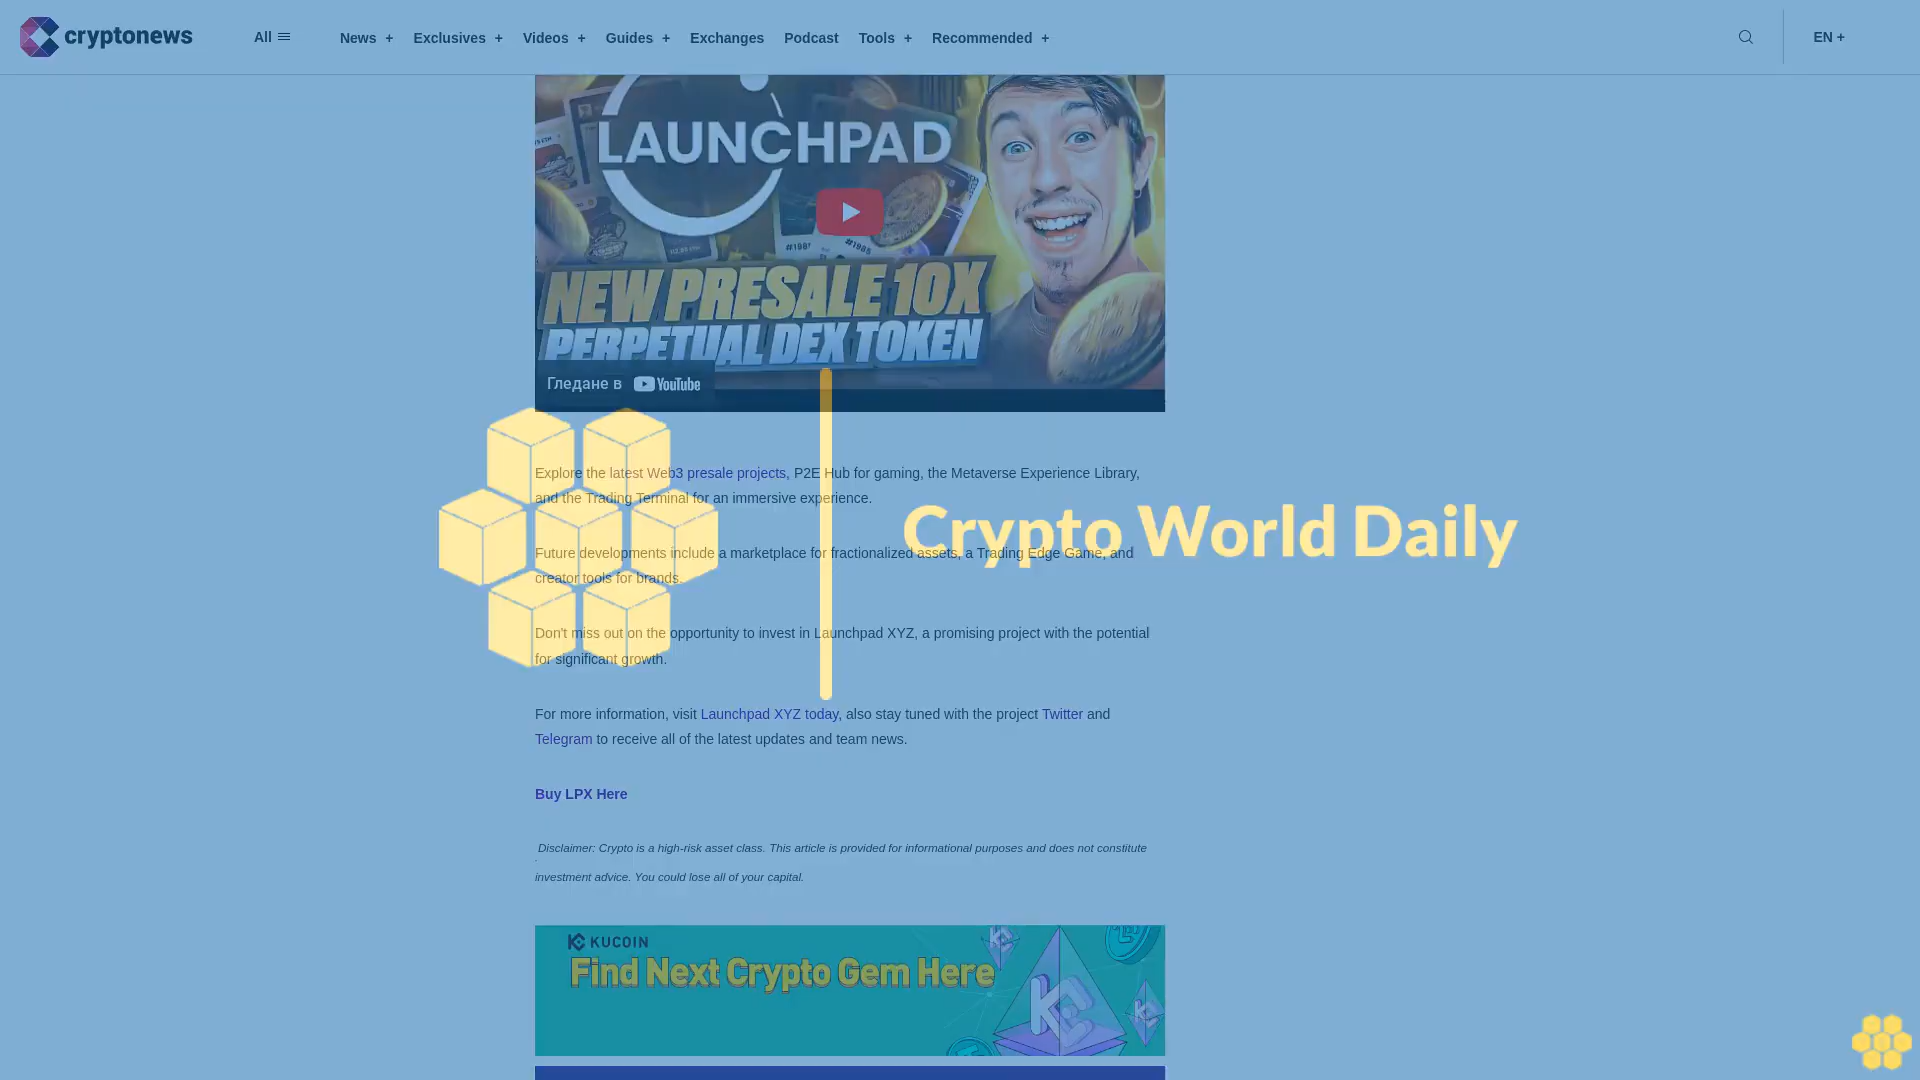 cryptonews
All
News + Exclusives + Videos + Guides + Exchanges Podcast Tools + Recommended +
EN +
LAUNCHPAD
#1981 #1985
NEW PRESALE 10X
PERPETUAL DEX TOKEN
Гледане в YouTube
Explore the latest Web3 presale projects, P2E Hub for gaming, the Metaverse Experience Library,
and the Trading Terminal for an immersive experience.
Crypto World Daily
Future developments include a marketplace for fractionalized assets, a Trading Edge Game, and
creator tools for brands.
Don't miss out on the opportunity to invest in Launchpad XYZ, a promising project with the potential
for significant growth.
For more information, visit Launchpad XYZ today, also stay tuned with the project Twitter and
Telegram to receive all of the latest updates and team news.
Buy LPX Here
Disclaimer: Crypto is a high-risk asset class. This article is provided for informational purposes and does not constitute
investment advice. You could lose all of your capital.
KUCOIN
Find Next Crypto Gem Here